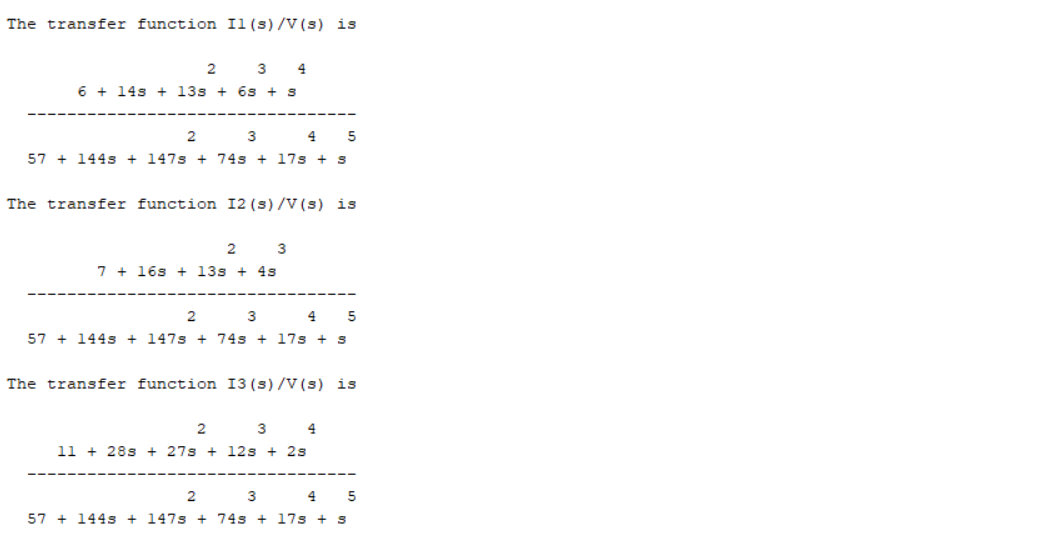 The transfer function I1(s)/V(s) is
2 3 4
6 + 14s + 13s + 6s + s
---------------------------------
2 3 4 5
57 + 144s + 147s + 74s + 17s + s
The transfer function I2(s)/V(s) is
2 3
7 + 16s + 13s + 4s
---------------------------------
2 3 4 5
57 + 144s + 147s + 74s + 17s + s
The transfer function I3(s)/V(s) is
2 3 4
11 + 28s + 27s + 12s + 2s
---------------------------------
2 3 4 5
57 + 144s + 147s + 74s + 17s + s